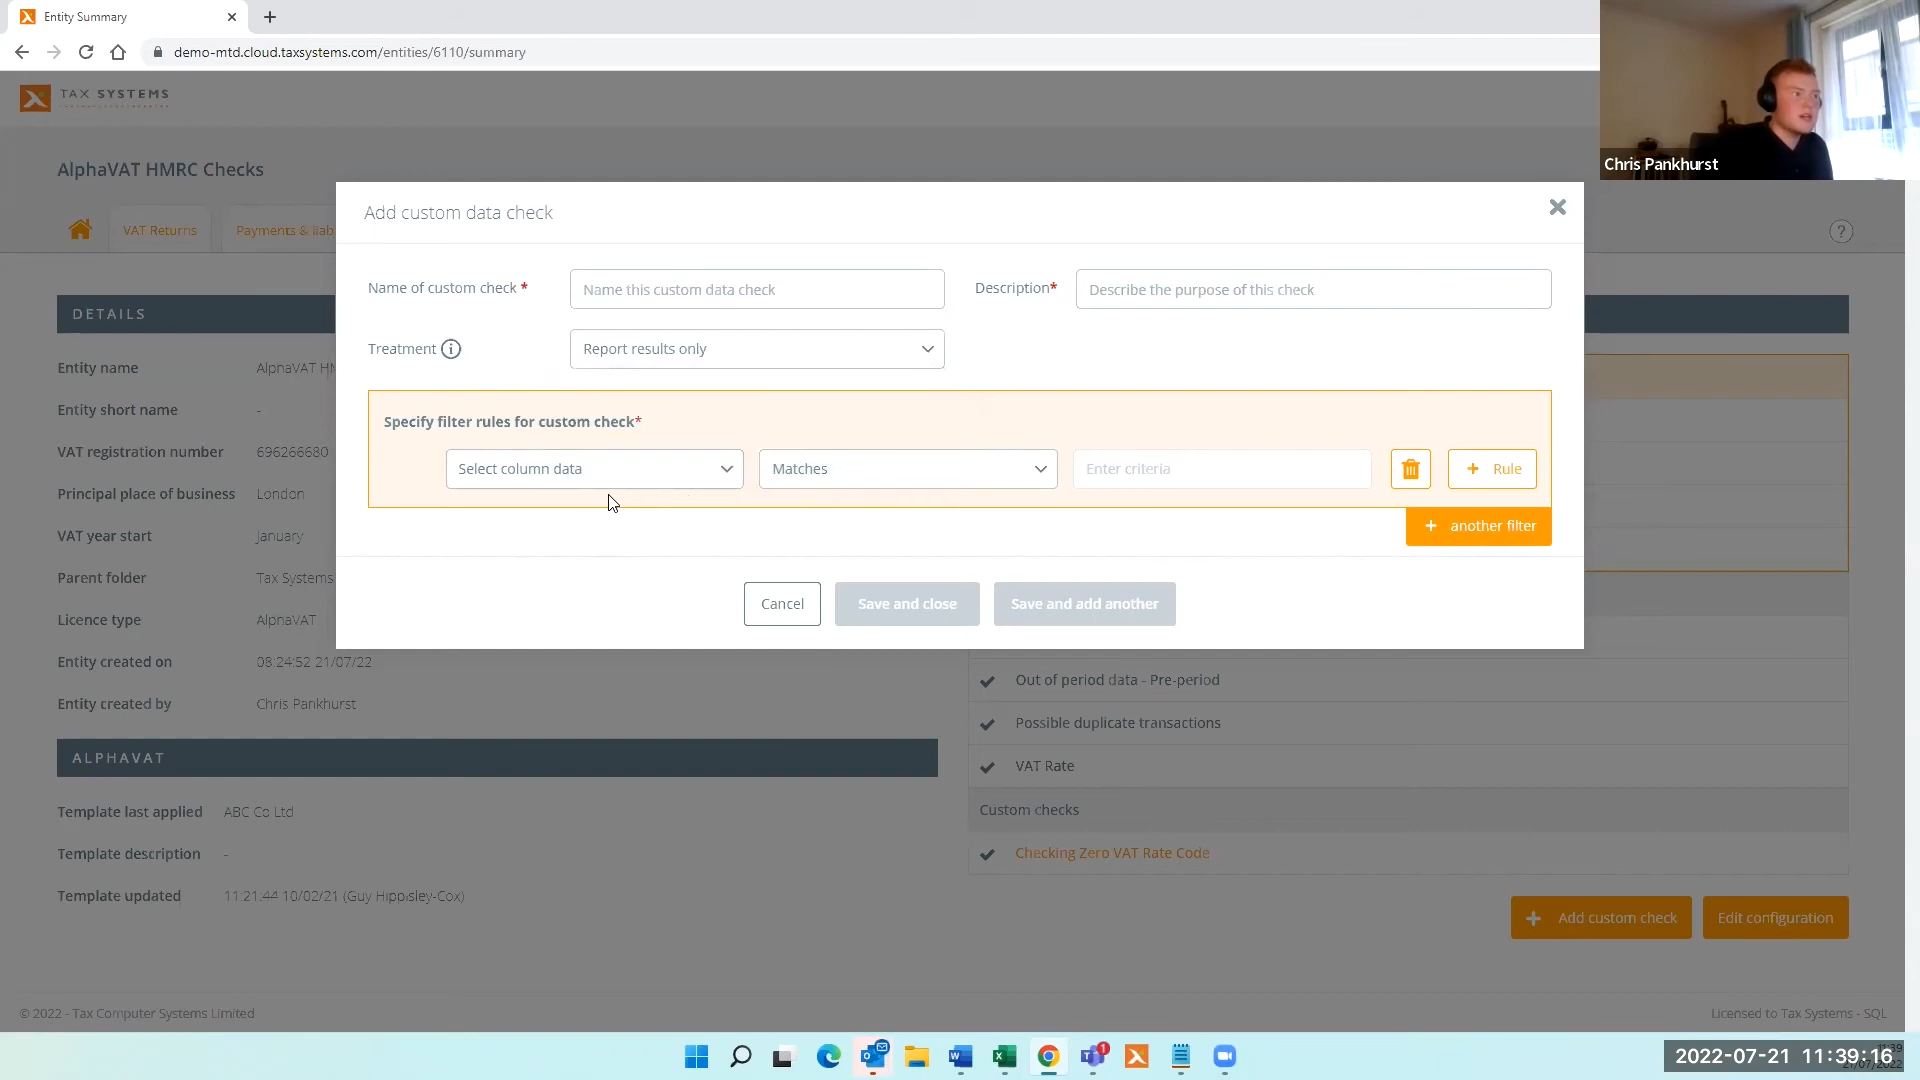 Entity Summary
demo-mtd.cloud.taxsystems.com/entities/6110/summary
TAX SYSTEMS
Chris Pankhurst
AlphaVAT HMRC Checks
VAT Returns
Payments & liab
?
Add custom data check
Name of custom check *
Name this custom data check
Description*
Describe the purpose of this check
Treatment
Report results only
Specify filter rules for custom check*
Select column data
Matches
Enter criteria
+ Rule
+ another filter
Cancel
Save and close
Save and add another
DETAILS
Entity name AlphaVAT HM
Entity short name -
VAT registration number 696266680
Principal place of business London
VAT year start January
Parent folder Tax Systems
Licence type AlphaVAT
Entity created on 08:24:52 21/07/22
Entity created by Chris Pankhurst
ALPHAVAT
Template last applied ABC Co Ltd
Template description -
Template updated 11:21:44 10/02/21 (Guy Hippisley-Cox)
Out of period data - Pre-period
Possible duplicate transactions
VAT Rate
Custom checks
Checking Zero VAT Rate Code
+ Add custom check
Edit configuration
© 2022 - Tax Computer Systems Limited
Licensed to Tax Systems - SQL
1
2022-07-21 11:39:16